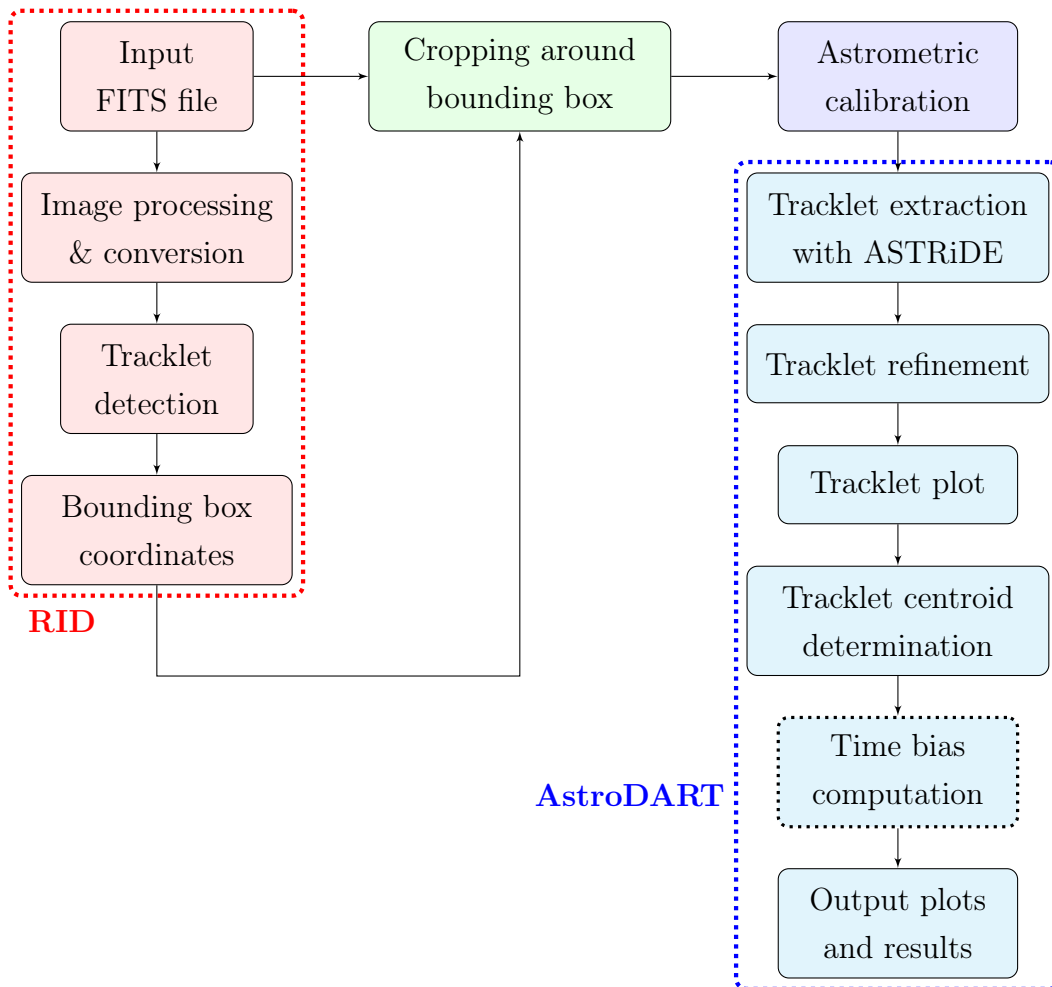 Input
FITS file
Image processing
& conversion
Tracklet
detection
Bounding box
coordinates
RID
Cropping around
bounding box
Astrometric
calibration
Tracklet extraction
with ASTRiDE
Tracklet refinement
Tracklet plot
Tracklet centroid
determination
Time bias
computation
Output plots
and results
AstroDART